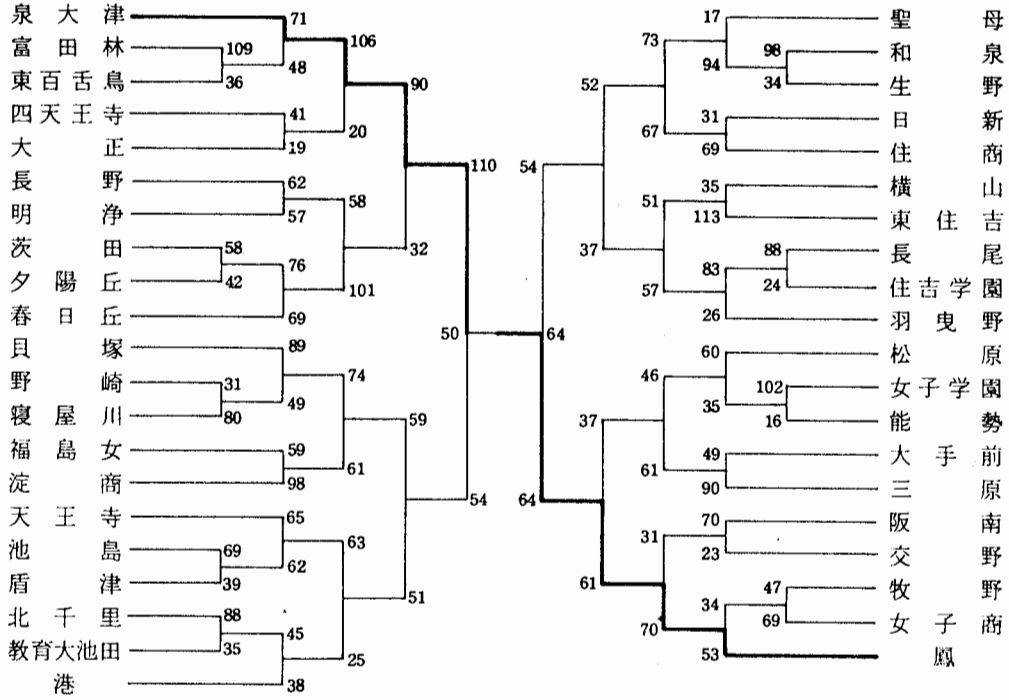 泉大津
富田林
東百舌鳥
四天王寺
大正
長野
明浄
茨田
夕陽丘
春日丘
貝塚
野崎
寝屋川
福島女
淀商
天王寺
池島
盾津
北千里
教育大池田
港
71
109
36
48
41
19
62
57
58
42
76
69
89
31
80
49
59
98
65
69
39
62
88
35
45
38
106
20
58
101
74
61
63
25
90
32
59
51
110
54
50
64
54
64
52
37
37
61
73
67
51
57
46
61
31
70
17
94
98
34
31
69
35
113
88
24
83
26
60
102
16
35
49
90
70
23
47
69
34
53
聖母
和泉
生野
日新
住商
横山
東住吉
長尾
住吉学園
羽曳野
松原
女子学園
能勢
大手前
三原
阪南
交野
牧野
女子商
鳳